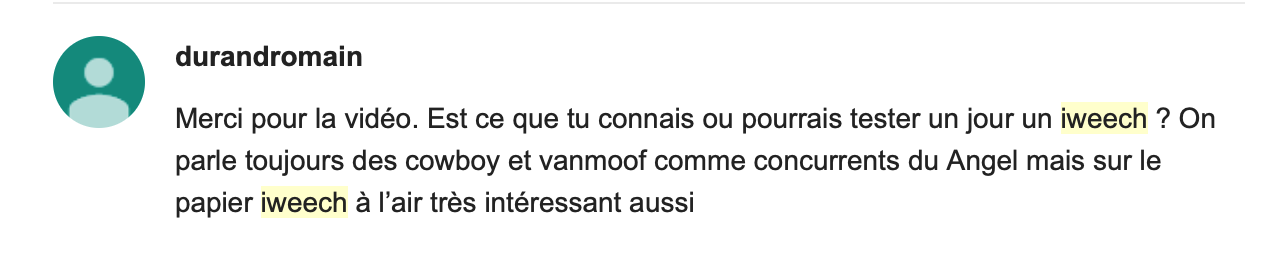 durandromain
Merci pour la vidéo. Est ce que tu connais ou pourrais tester un jour un iweech ? On
parle toujours des cowboy et vanmoof comme concurrents du Angel mais sur le
papier iweech à l’air très intéressant aussi